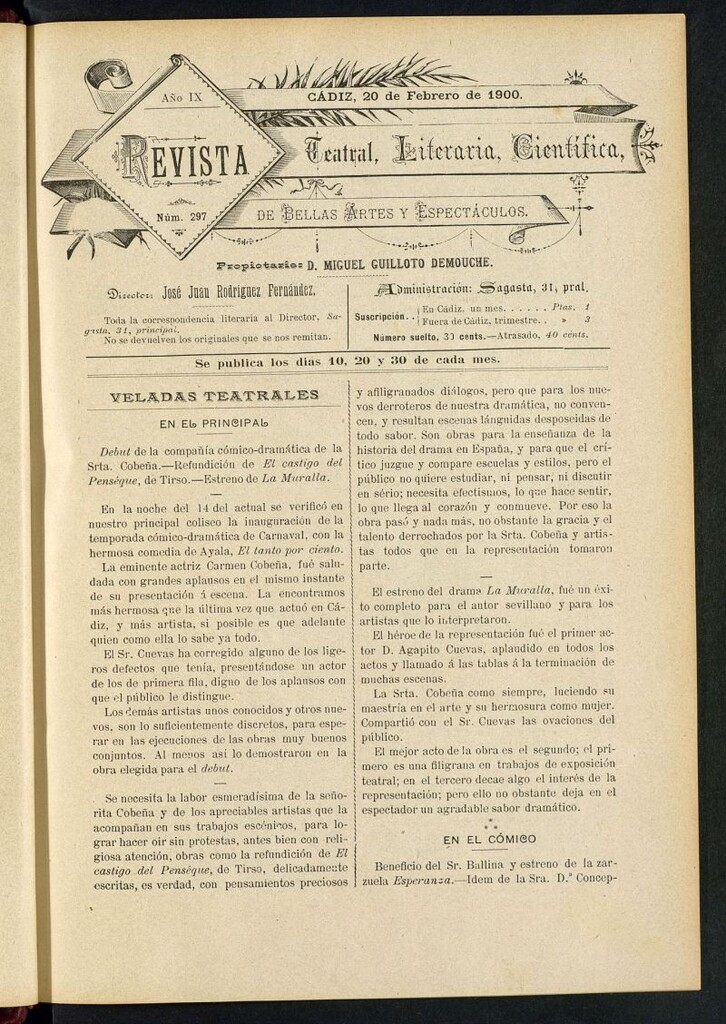 Año IX
CÁDIZ, 20 de Febrero de 1900.
REVISTA
Teatral, Literaria, Científica,
Núm. 297
DE BELLAS ARTES Y ESPECTÁCULOS.
Propiotario: D. MIGUEL GUILLOTO DEMOUCHE.
Director: José Juan Rodríguez Fernández.
Toda la correspondencia literaria al Director, Sa-
gasta, 31, principal.
No se devuelven los originales que se nos remitan.
Administración: Sagasta, 31, pral.
Suscripción.. En Cádiz, un mes. . . . . . Ptas. 1
Fuera de Cádiz, trimestre. . » 3
Número suelto, 30 cents.—Atrasado, 40 cents.
Se publica los dias 10, 20 y 30 de cada mes.
VELADAS TEATRALES
EN EL PRINCIPAL
Debut de la compañía cómico-dramática de la
Srta. Cobeña.—Refundición de El castigo del
Penséque, de Tirso.—Estreno de La Muralla.
En la noche del 14 del actual se verificó en
nuestro principal coliseo la inauguración de la
temporada cómico-dramática de Carnaval, con la
hermosa comedia de Ayala, El tanto por ciento.
La eminente actriz Carmen Cobeña, fué salu-
dada con grandes aplausos en el mismo instante
de su presentación á escena. La encontramos
más hermosa que la última vez que actuó en Cá-
diz, y más artista, si posible es que adelante
quien como ella lo sabe ya todo.
El Sr. Cuevas ha corregido alguno de los lige-
ros defectos que tenía, presentándose un actor
de los de primera fila, digno de los aplausos con
que el público le distingue.
Los demás artistas unos conocidos y otros nue-
vos, son lo suficientemente discretos, para espe-
rar en las ejecuciones de las obras muy buenos
conjuntos. Al menos así lo demostraron en la
obra elegida para el debut.
Se necesita la labor esmeradísima de la seño-
rita Cobeña y de los apreciables artistas que la
acompañan en sus trabajos escénicos, para lo-
grar hacer oir sin protestas, antes bien con reli-
giosa atención, obras como la refundición de El
castigo del Penséque, de Tirso, delicadamente
escritas, es verdad, con pensamientos preciosos
y afiligranados diálogos, pero que para los nue-
vos derroteros de nuestra dramática, no conven-
cen, y resultan escenas lánguidas desposeidas de
todo sabor. Son obras para la enseñanza de la
historia del drama en España, y para que el crí-
tico juzgue y compare escuelas y estilos, pero el
público no quiere estudiar, ni pensar, ni discutir
en sério; necesita efectismos, lo que hace sentir,
lo que llega al corazón y conmueve. Por eso la
obra pasó y nada más, no obstante la gracia y el
talento derrochados por la Srta. Cobeña y artis-
tas todos que en la representación tomaron
parte.
El estreno del drama La Muralla, fué un éxi-
to completo para el autor sevillano y para los
artistas que lo interpretaron.
El héroe de la representación fué el primer ac-
tor D. Agapito Cuevas, aplaudido en todos los
actos y llamado á las tablas á la terminación de
muchas escenas.
La Srta. Cobeña como siempre, luciendo su
maestría en el arte y su hermosura como mujer.
Compartió con el Sr. Cuevas las ovaciones del
público.
El mejor acto de la obra es el segundo; el pri-
mero es una filigrana en trabajos de exposición
teatral; en el tercero decae algo el interés de la
representación; pero ello no obstante deja en el
espectador un agradable sabor dramático.
EN EL CÓMICO
Beneficio del Sr. Ballina y estreno de la zar-
zuela Esperanza.—Idem de la Sra. D.ª Concep-